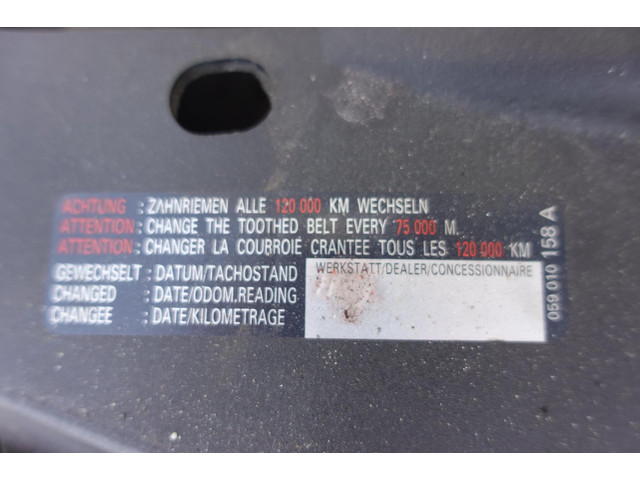 ACHTUNG : ZAHNRIEMEN ALLE 120 000 KM WECHSELN
ATTENTION : CHANGE THE TOOTHED BELT EVERY 75 000 M.
ATTENTION : CHANGER LA COURROIE CRANTEE TOUS LES 120 000 KM
GEWECHSELT : DATUM/TACHOSTAND
CHANGED : DATE/ODOM.READING
CHANGEE : DATE/KILOMETRAGE
WERKSTATT/DEALER/CONCESSIONNAIRE
059 010 158 A